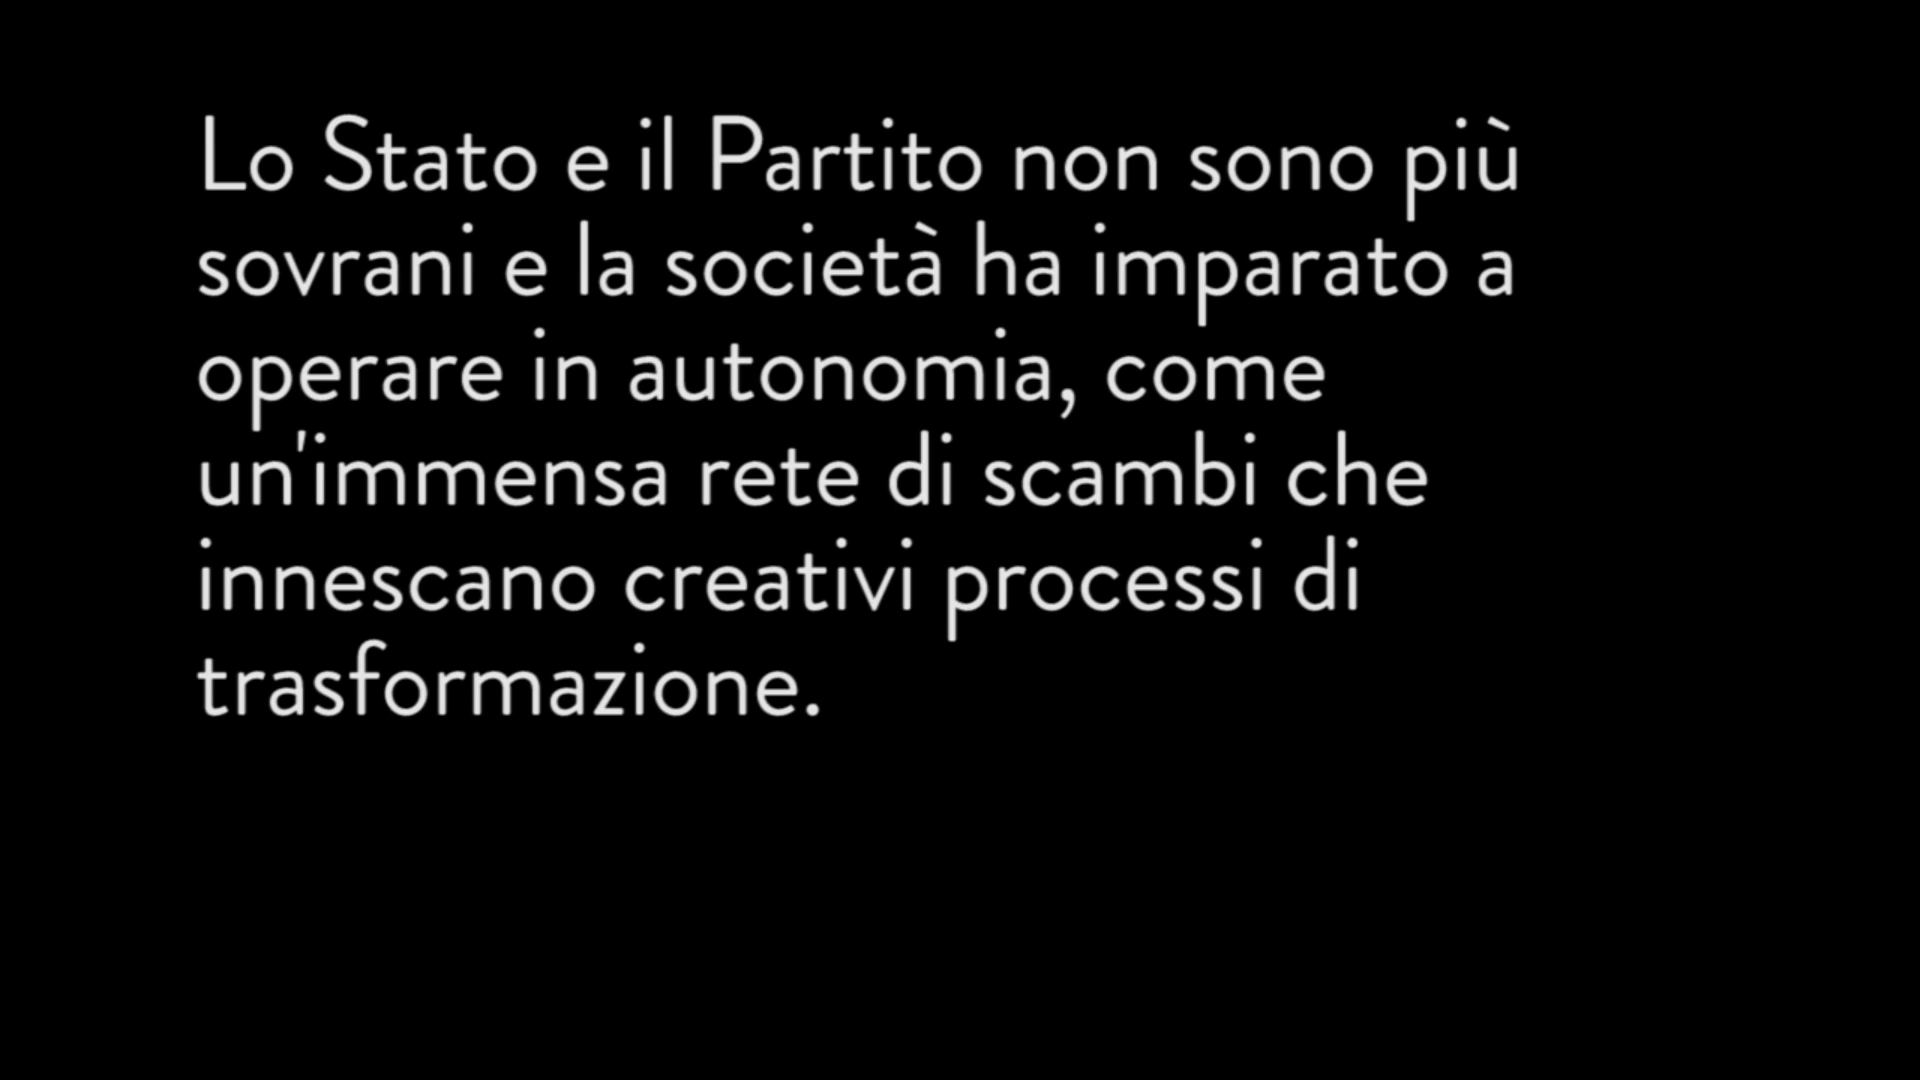 Lo Stato e il Partito non sono più
sovrani e la società ha imparato a
operare in autonomia, come
un'immensa rete di scambi che
innescano creativi processi di
trasformazione.